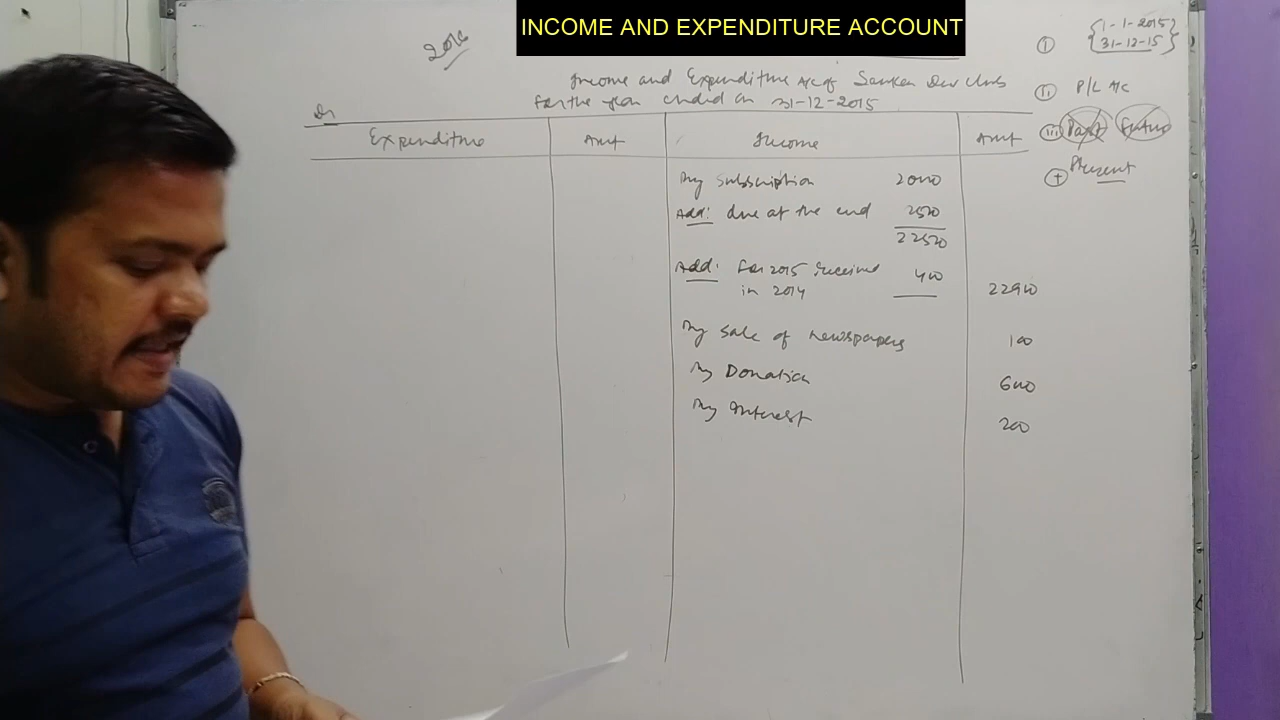 INCOME AND EXPENDITURE ACCOUNT
2016
① { 1-1-2015
31-12-15 }
Income and Expenditure A/c of Club
For the year ended on 31-12-2015
ⅱ P/L A/c
Dr
ⅲ Past Future
Expenditure Amt Income Amt
+ Present
By Subscription 20000
Add: due at the end 2500
22500
Add: For 2015 received 400
in 2014 22900
By Sale of newspapers 100
By Donation 600
By Interest 200